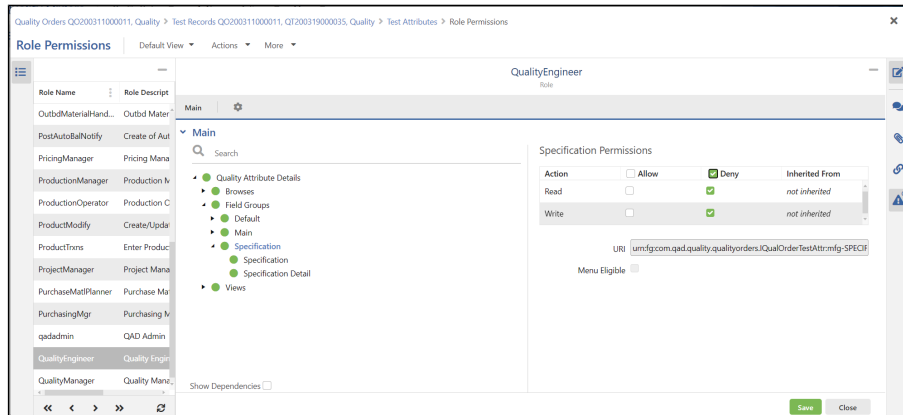 Quality Orders QO200311000011, Quality > Test Records QO200311000011, QT200319000035, Quality > Test Attributes > Role Permissions
Role Permissions Default View Actions More
QualityEngineer
Role
Role Name Role Descript
OutbdMaterialHand... Outbd Mater
PostAutoBalNotify Create of Aut
PricingManager Pricing Mana
ProductionManager Production M
ProductionOperator Production O
ProductModify Create/Updat
ProductTrxns Enter Produc
ProjectManager Project Mana
PurchaseMatlPlanner Purchase Mat
PurchasingMgr Purchasing M
qadadmin QAD Admin
QualityEngineer Quality Engin
QualityManager Quality Mana
Main
Main
Search
Quality Attribute Details
Browses
Field Groups
Default
Main
Specification
Specification
Specification Detail
Views
Show Dependencies
Specification Permissions
Action Allow Deny Inherited From
Read not inherited
Write not inherited
URI urn:fg:com.qad.quality.qualityorders.IQualOrderTestAttr:mfg-SPECIF
Menu Eligible
Save Close